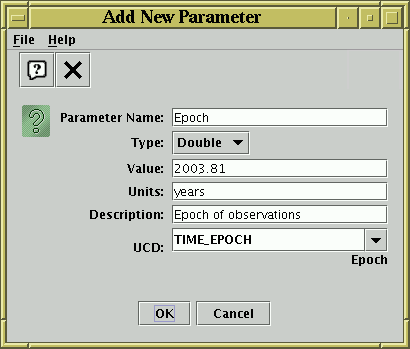 Add New Parameter
File Help
Parameter Name: Epoch
Type: Double
Value: 2003.81
Units: years
Description: Epoch of observations
UCD: TIME_EPOCH
Epoch
OK Cancel